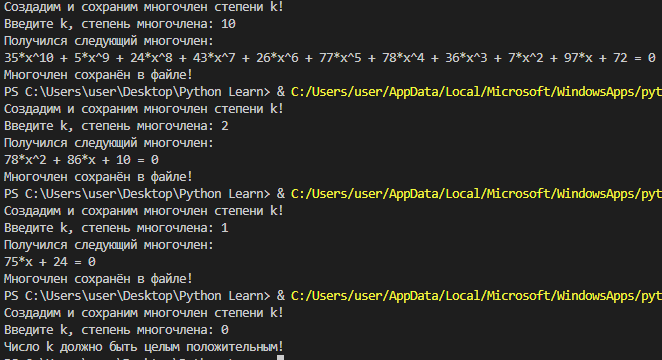 Создадим и сохраним многочлен степени k!
Введите k, степень многочлена: 10
Получился следующий многочлен:
35*x^10 + 5*x^9 + 24*x^8 + 43*x^7 + 26*x^6 + 77*x^5 + 78*x^4 + 36*x^3 + 7*x^2 + 97*x + 72 = 0
Многочлен сохранён в файле!
PS C:\Users\user\Desktop\Python Learn> & C:/Users/user/AppData/Local/Microsoft/WindowsApps/pyt
Создадим и сохраним многочлен степени k!
Введите k, степень многочлена: 2
Получился следующий многочлен:
78*x^2 + 86*x + 10 = 0
Многочлен сохранён в файле!
PS C:\Users\user\Desktop\Python Learn> & C:/Users/user/AppData/Local/Microsoft/WindowsApps/pyt
Создадим и сохраним многочлен степени k!
Введите k, степень многочлена: 1
Получился следующий многочлен:
75*x + 24 = 0
Многочлен сохранён в файле!
PS C:\Users\user\Desktop\Python Learn> & C:/Users/user/AppData/Local/Microsoft/WindowsApps/pyt
Создадим и сохраним многочлен степени k!
Введите k, степень многочлена: 0
Число k должно быть целым положительным!